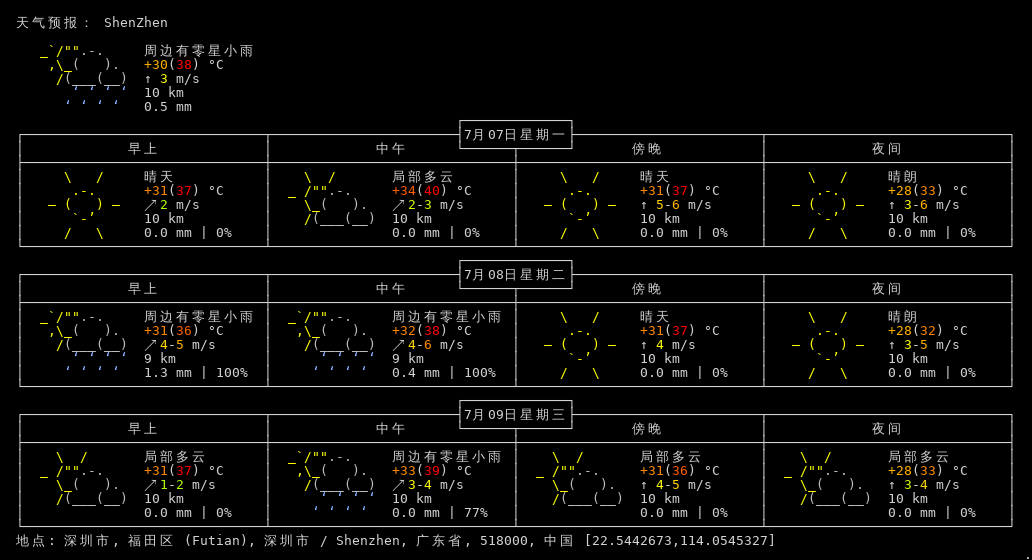 天气预报: ShenZhen
周边有零星小雨
+30(38) °C
↑ 3 m/s
10 km
0.5 mm
7月07日星期一
早上 中午 傍晚 夜间
晴天 局部多云 晴天 晴朗
+31(37) °C +34(40) °C +31(37) °C +28(33) °C
↗2 m/s ↗2-3 m/s ↑ 5-6 m/s ↑ 3-6 m/s
10 km 10 km 10 km 10 km
0.0 mm | 0% 0.0 mm | 0% 0.0 mm | 0% 0.0 mm | 0%
7月08日星期二
早上 中午 傍晚 夜间
周边有零星小雨 周边有零星小雨 晴天 晴朗
+31(36) °C +32(38) °C +31(37) °C +28(32) °C
↗4-5 m/s ↗4-6 m/s ↑ 4 m/s ↑ 3-5 m/s
9 km 9 km 10 km 10 km
1.3 mm | 100% 0.4 mm | 100% 0.0 mm | 0% 0.0 mm | 0%
7月09日星期三
早上 中午 傍晚 夜间
局部多云 周边有零星小雨 局部多云 局部多云
+31(37) °C +33(39) °C +31(36) °C +28(33) °C
↗1-2 m/s ↗3-4 m/s ↑ 4-5 m/s ↑ 3-4 m/s
10 km 10 km 10 km 10 km
0.0 mm | 0% 0.0 mm | 77% 0.0 mm | 0% 0.0 mm | 0%
地点: 深圳市, 福田区 (Futian), 深圳市 / Shenzhen, 广东省, 518000, 中国 [22.5442673,114.0545327]